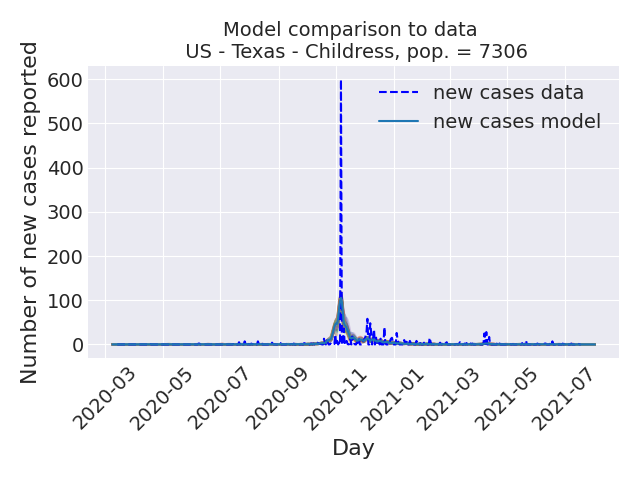 Model comparison to data
US - Texas - Childress, pop. = 7306
Number of new cases reported
600
500
400
300
200
100
0
new cases data
new cases model
2020-03
2020-05
2020-07
2020-09
2020-11
2021-01
2021-03
2021-05
2021-07
Day